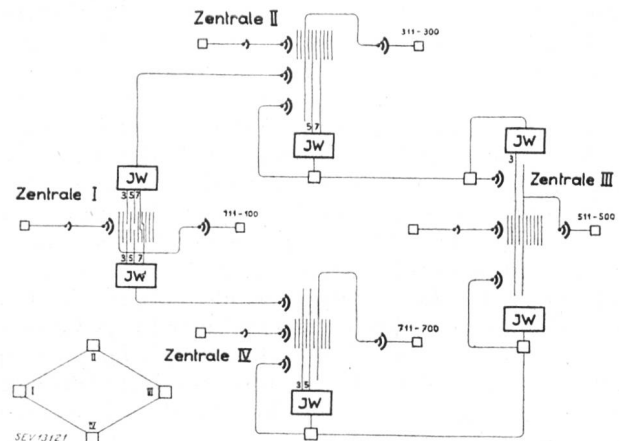 Zentrale II
311-300
5 7
JW
JW
3
JW
3 5 7
Zentrale I
Zentrale III
111-100
511-500
3 5 7
JW
711-700
JW
Zentrale IV
3 5
JW
II
I
III
IV
SEV13121